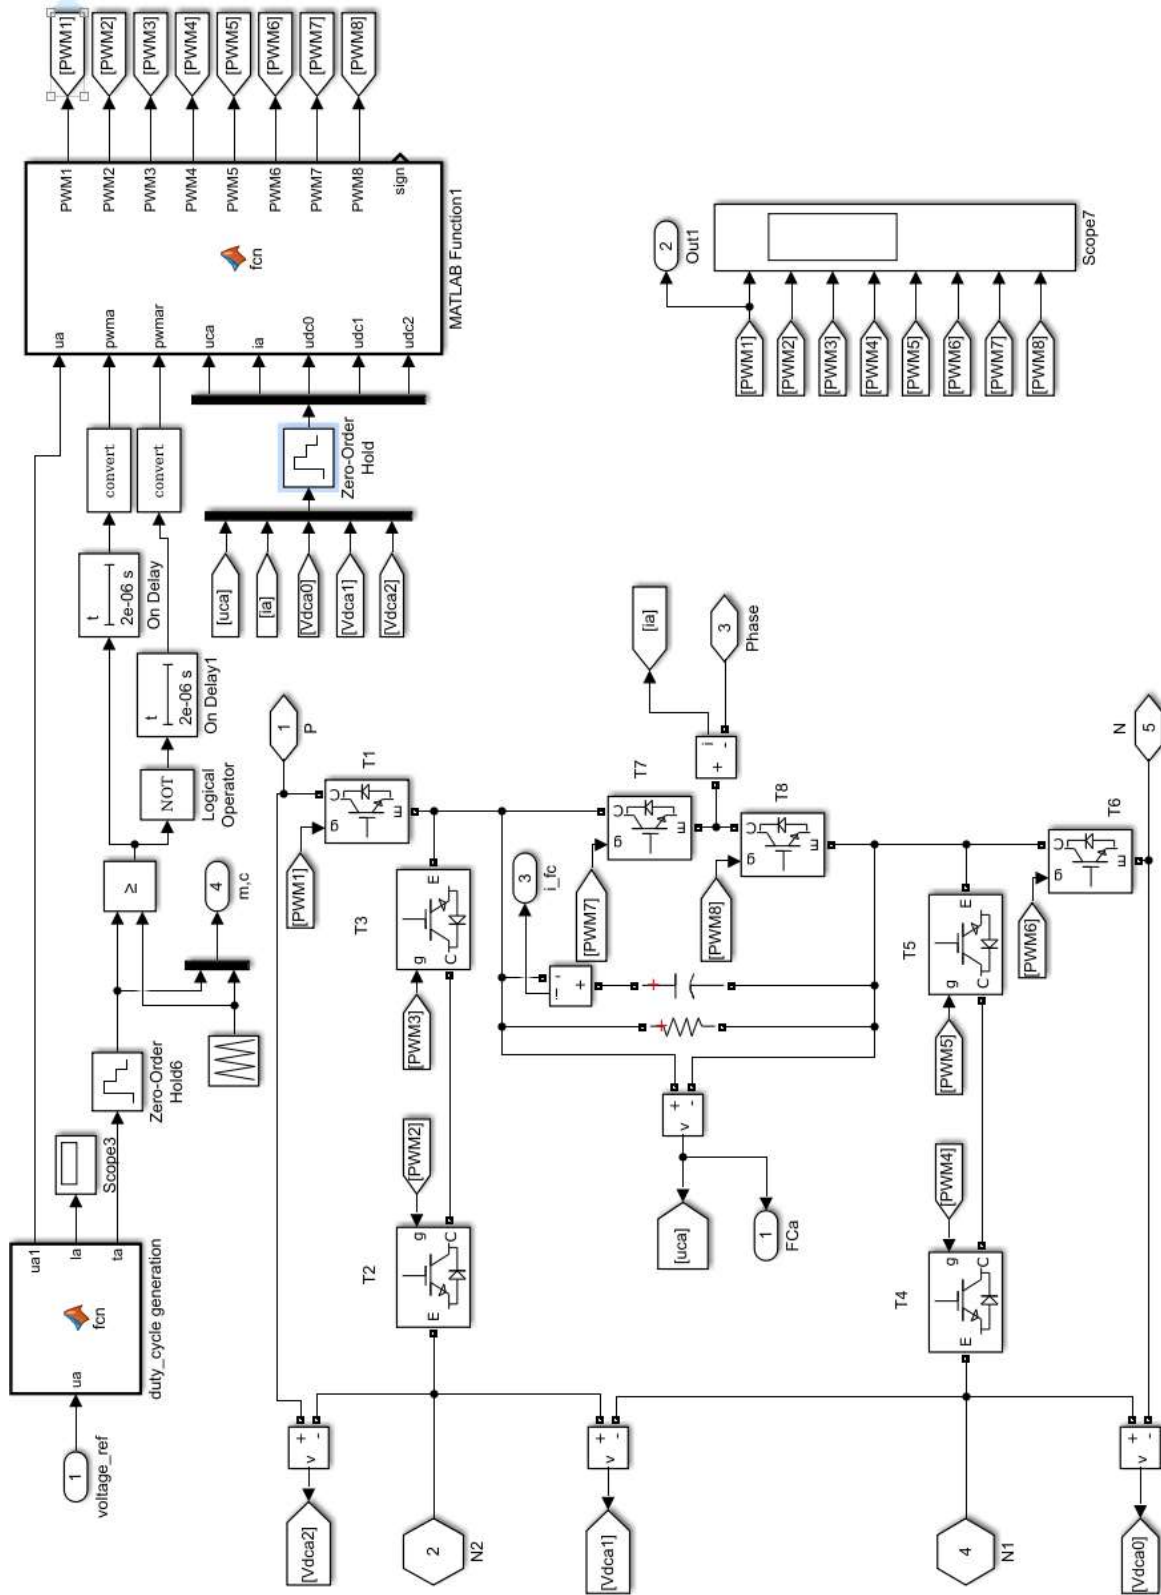 1
voltage_ref
ua
fcn
ua1
Ia
ta
duty_cycle generation
Scope3
Zero-Order
Hold6
≥
4
m,c
NOT
Logical
Operator
t
2e-06 s
On Delay
t
2e-06 s
On Delay1
convert
convert
[uca]
[ia]
[Vdca0]
[Vdca1]
[Vdca2]
Zero-Order
Hold
ua
pwma
pwmar
uca
ia
udc0
udc1
udc2
fcn
PWM1
PWM2
PWM3
PWM4
PWM5
PWM6
PWM7
PWM8
sign
MATLAB Function1
[PWM1]
[PWM2]
[PWM3]
[PWM4]
[PWM5]
[PWM6]
[PWM7]
[PWM8]
[Vdca2]
v
+
-
2
N2
[Vdca1]
v
+
-
4
N1
[Vdca0]
v
+
-
T2
E
g
C
[PWM2]
[PWM3]
T3
g
C
E
[PWM1]
g
C
E
T1
1
P
[uca]
v
+
-
1
FCa
+
+
+
i
-
3
i_fc
[PWM7]
g
C
E
T7
[PWM8]
g
C
E
T8
+
i
-
[ia]
3
Phase
T4
E
g
C
[PWM4]
[PWM5]
T5
g
C
E
[PWM6]
g
C
E
T6
N
5
[PWM1]
[PWM2]
[PWM3]
[PWM4]
[PWM5]
[PWM6]
[PWM7]
[PWM8]
2
Out1
Scope7